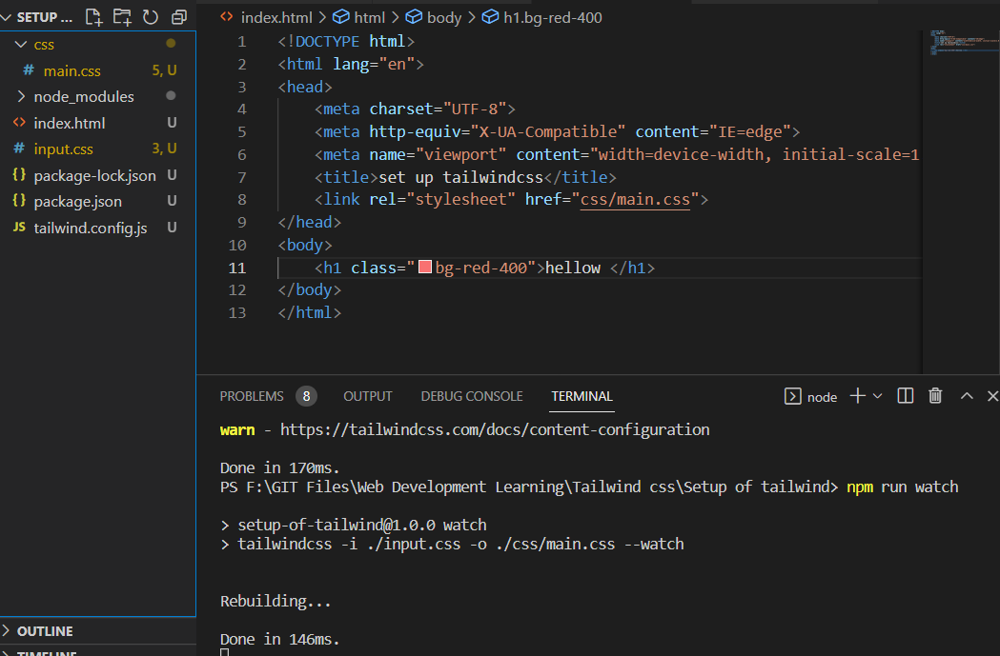 SETUP ...
css
# main.css 5, U
node_modules
<> index.html U
# input.css 3, U
{} package-lock.json U
{} package.json U
JS tailwind.config.js U
OUTLINE
TIMELINE
<> index.html > html > body > h1.bg-red-400
1 <!DOCTYPE html>
2 <html lang="en">
3 <head>
4 <meta charset="UTF-8">
5 <meta http-equiv="X-UA-Compatible" content="IE=edge">
6 <meta name="viewport" content="width=device-width, initial-scale=1
7 <title>set up tailwindcss</title>
8 <link rel="stylesheet" href="css/main.css">
9 </head>
10 <body>
11 <h1 class="bg-red-400">hellow </h1>
12 </body>
13 </html>
PROBLEMS 8 OUTPUT DEBUG CONSOLE TERMINAL node
warn - https://tailwindcss.com/docs/content-configuration
Done in 170ms.
PS F:\GIT Files\Web Development Learning\Tailwind css\Setup of tailwind> npm run watch
> setup-of-tailwind@1.0.0 watch
> tailwindcss -i ./input.css -o ./css/main.css --watch
Rebuilding...
Done in 146ms.